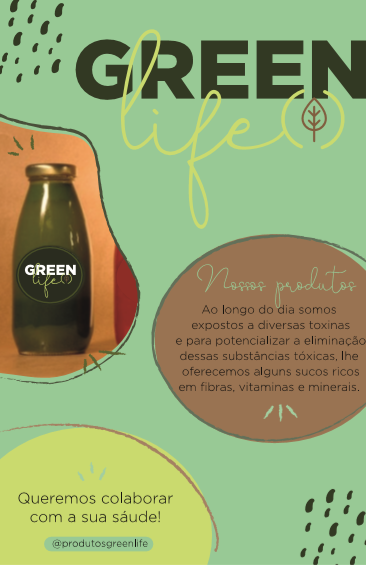 GREEN
life
GREEN
life
Nossos produtos
Ao longo do dia somos
expostos a diversas toxinas
e para potencializar a eliminação
dessas substâncias tóxicas, lhe
oferecemos alguns sucos ricos
em fibras, vitaminas e minerais.
Queremos colaborar
com a sua sáude!
@produtosgreenlife